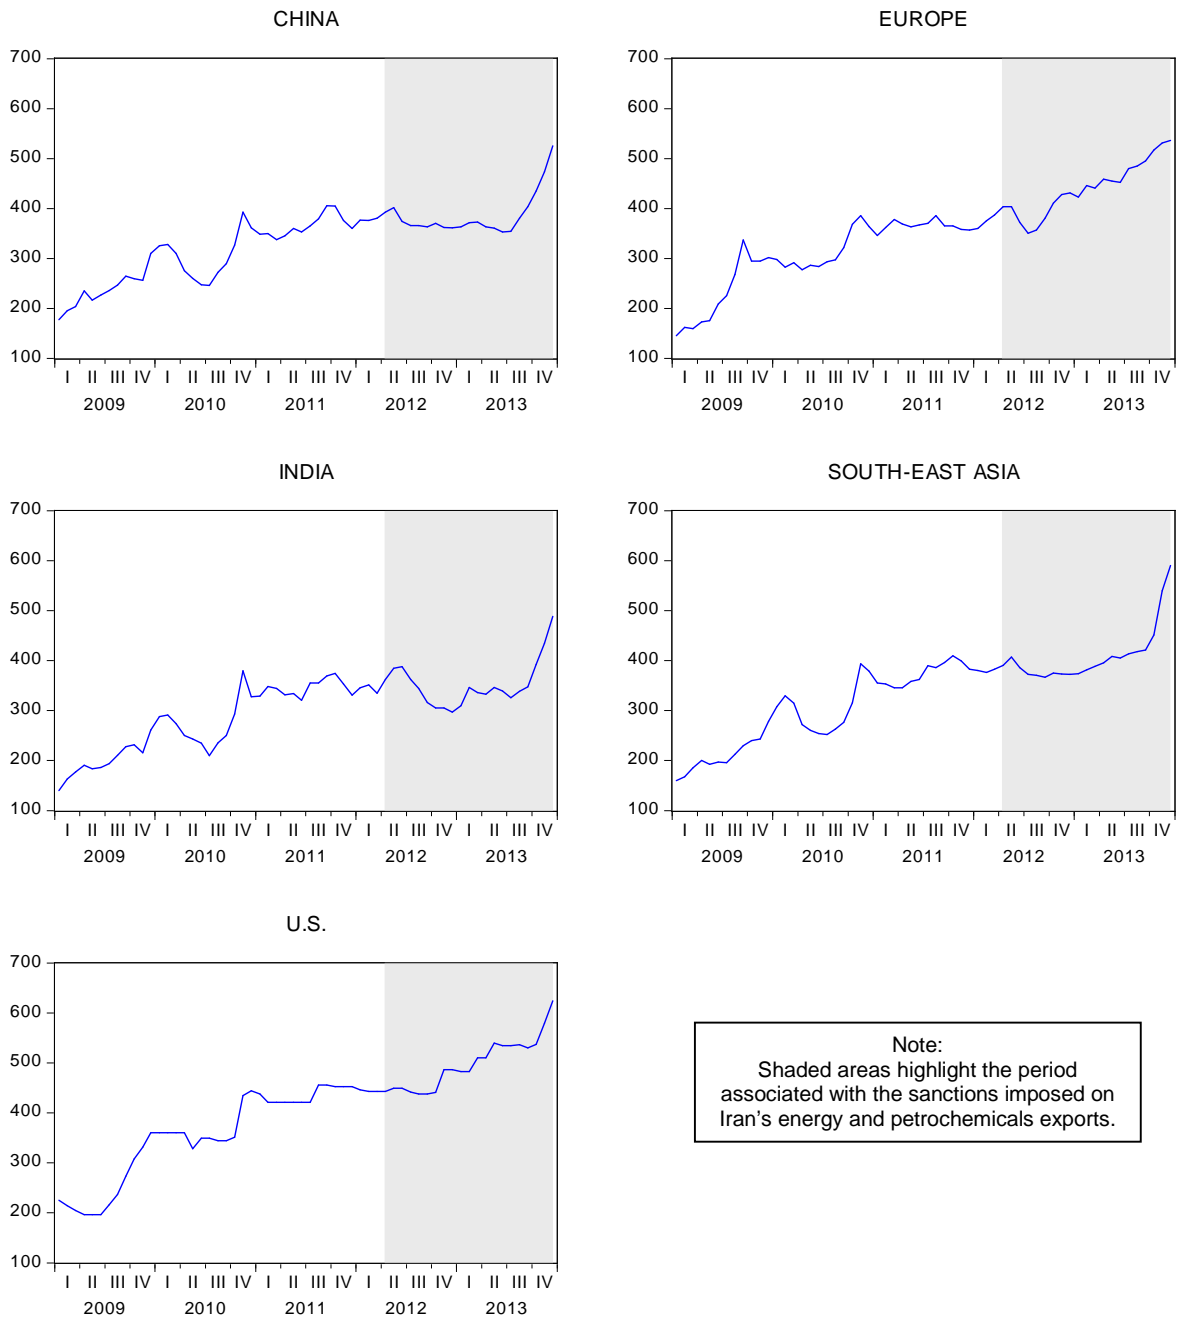 CHINA
700
600
500
400
300
200
100
I II III IV I II III IV I II III IV I II III IV I II III IV
2009 2010 2011 2012 2013
EUROPE
700
600
500
400
300
200
100
I II III IV I II III IV I II III IV I II III IV I II III IV
2009 2010 2011 2012 2013
INDIA
700
600
500
400
300
200
100
I II III IV I II III IV I II III IV I II III IV I II III IV
2009 2010 2011 2012 2013
SOUTH-EAST ASIA
700
600
500
400
300
200
100
I II III IV I II III IV I II III IV I II III IV I II III IV
2009 2010 2011 2012 2013
U.S.
700
600
500
400
300
200
100
I II III IV I II III IV I II III IV I II III IV I II III IV
2009 2010 2011 2012 2013
Note:
Shaded areas highlight the period
associated with the sanctions imposed on
Iran's energy and petrochemicals exports.